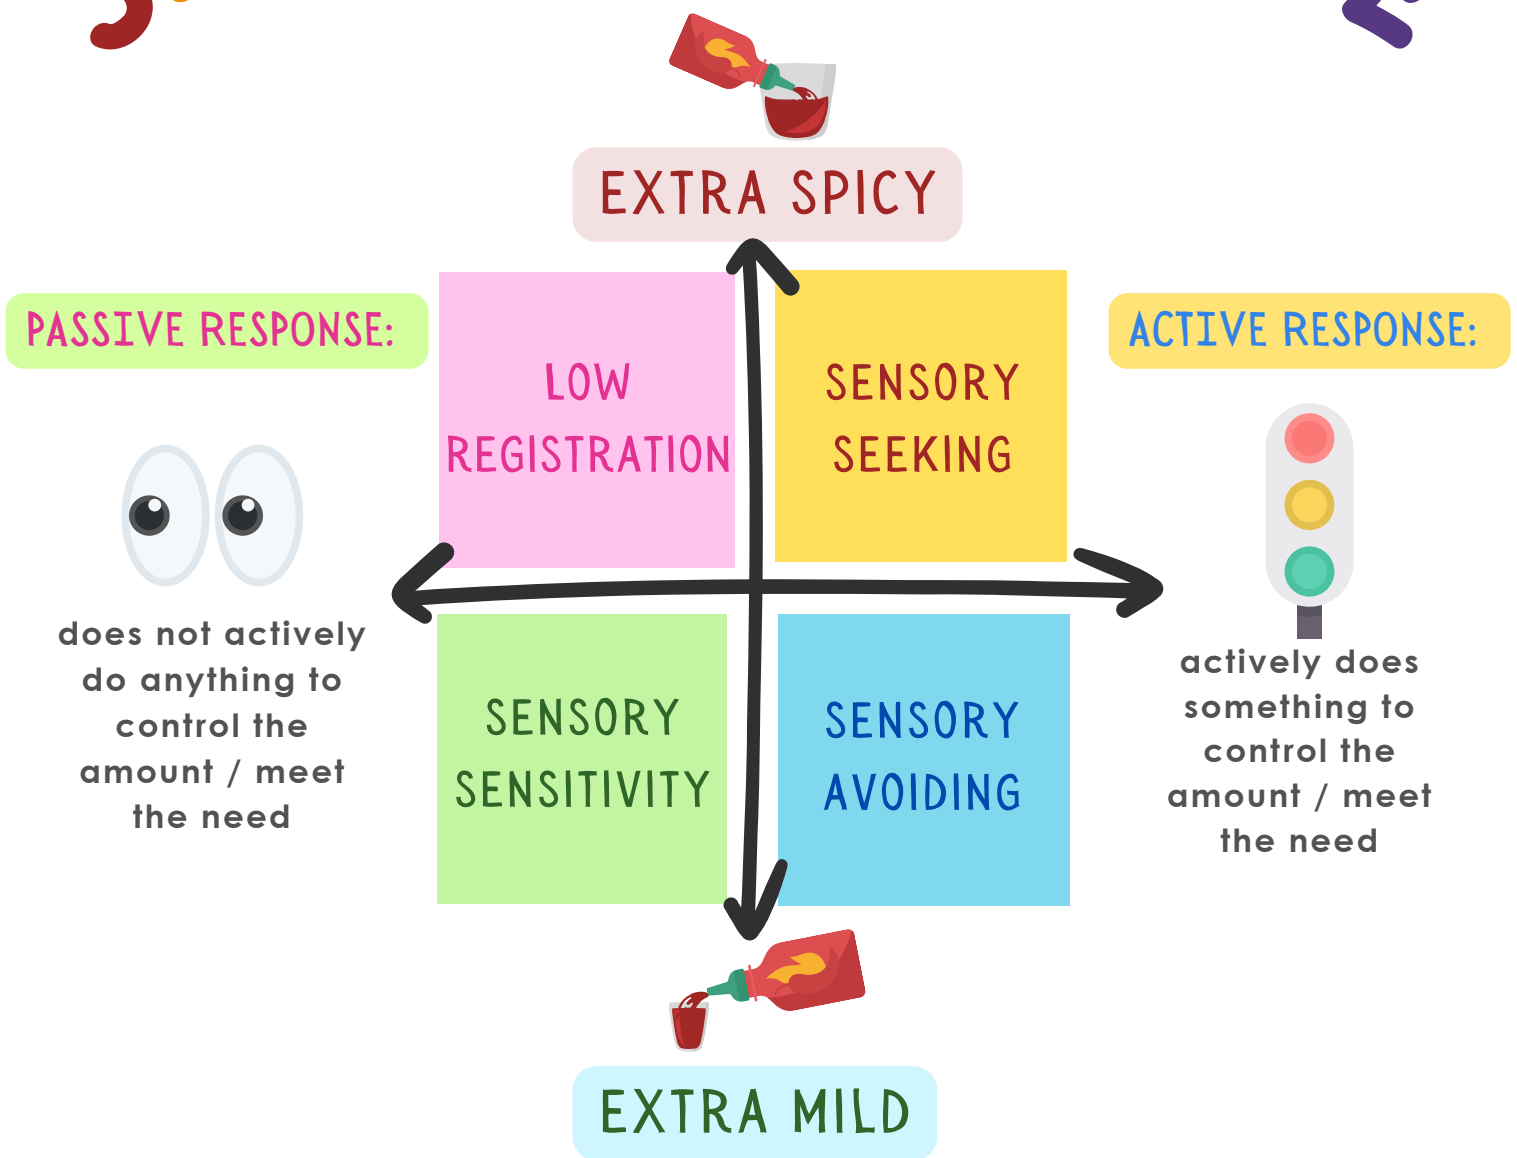 EXTRA SPICY
PASSIVE RESPONSE:
does not actively
do anything to
control the
amount / meet
the need
LOW
REGISTRATION
SENSORY
SEEKING
SENSORY
SENSITIVITY
SENSORY
AVOIDING
ACTIVE RESPONSE:
actively does
something to
control the
amount / meet
the need
EXTRA MILD